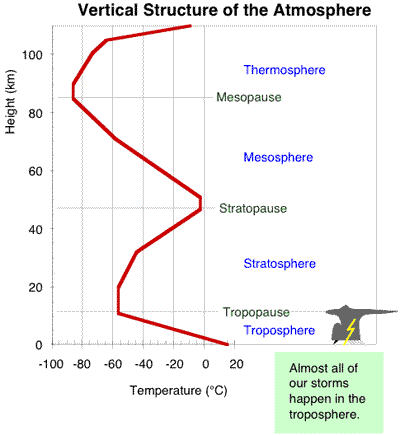 Vertical Structure of the Atmosphere
Height (km)
100
80
60
40
20
0
Thermosphere
Mesopause
Mesosphere
Stratopause
Stratosphere
Tropopause
Troposphere
-100 -80 -60 -40 -20 0 20
Temperature (°C)
Almost all of
our storms
happen in the
troposphere.